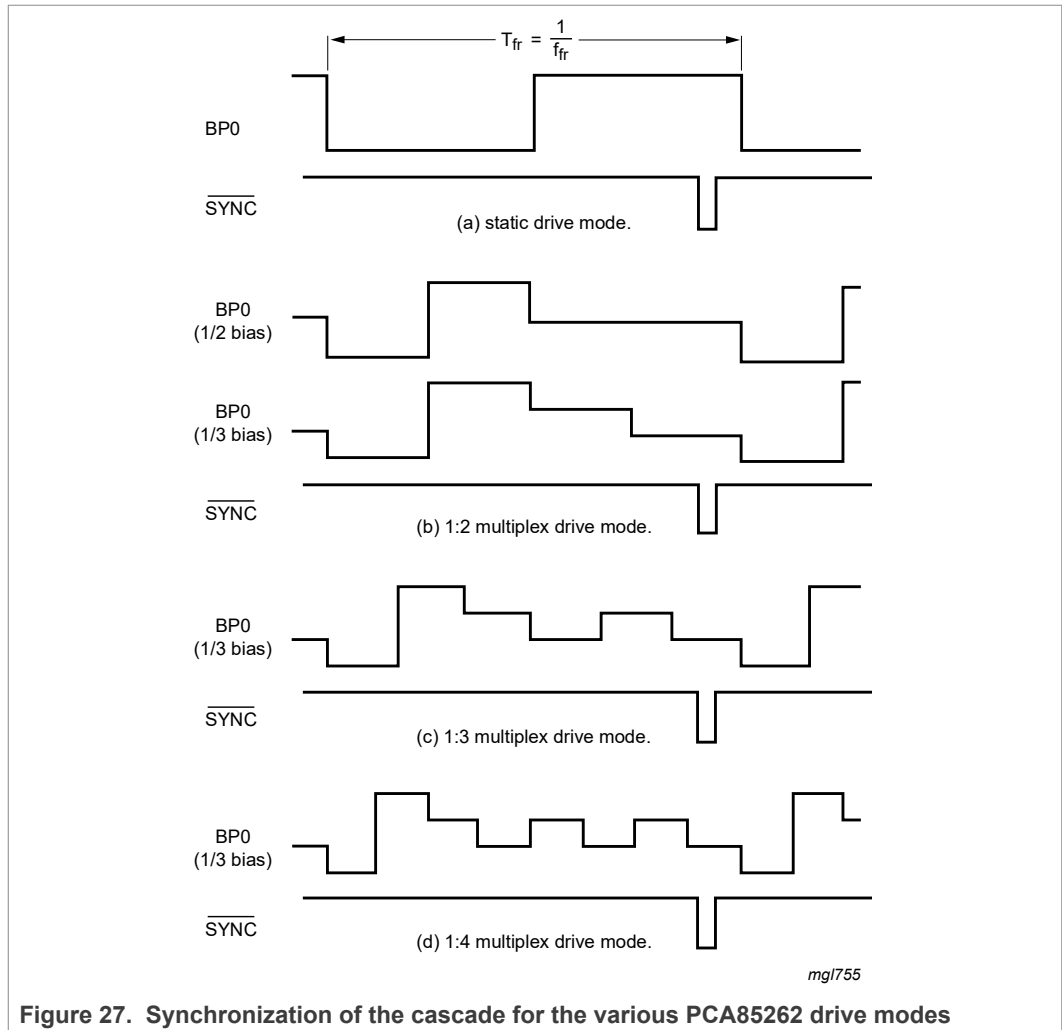 Tfr = 1/ffr
BP0
SYNC
(a) static drive mode.
BP0
(1/2 bias)
BP0
(1/3 bias)
SYNC
(b) 1:2 multiplex drive mode.
BP0
(1/3 bias)
SYNC
(c) 1:3 multiplex drive mode.
BP0
(1/3 bias)
SYNC
(d) 1:4 multiplex drive mode.
mgl755
Figure 27. Synchronization of the cascade for the various PCA85262 drive modes